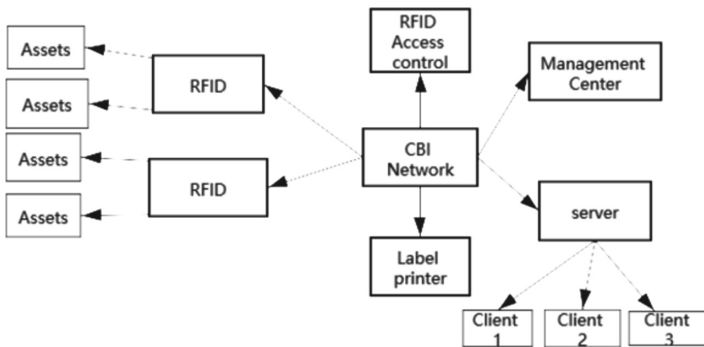 Assets
Assets
Assets
Assets
RFID
RFID
RFID
Access
control
CBI
Network
Label
printer
Management
Center
server
Client
1
Client
2
Client
3